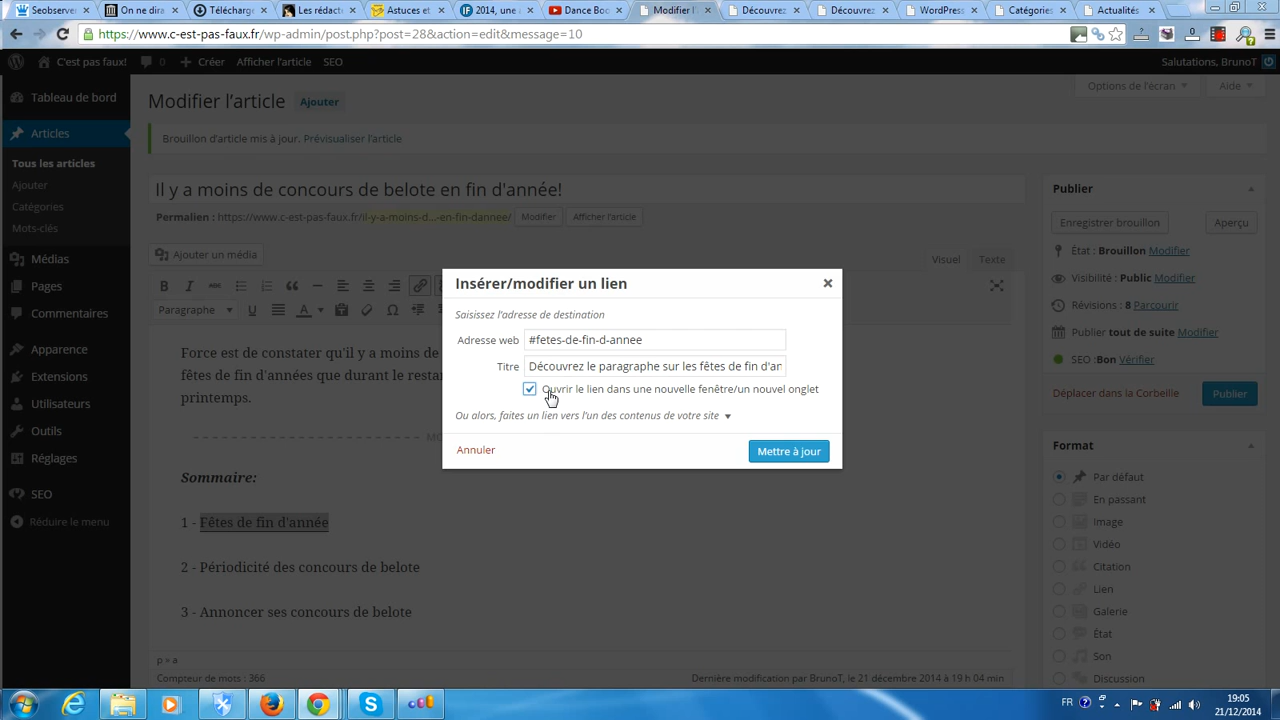 Seobserver
On me dira
Télécharge
Les rédacte
Astuces et
2014, une
Dance Boo
Modifier l'
Découvrez
Découvrez
WordPress
Catégories
Actualités
https://www.c-est-pas-faux.fr/wp-admin/post.php?post=28&action=edit&message=10
C'est pas faux! 0 Créer Afficher l'article SEO Salutations, BrunoT
Tableau de bord
Articles
Tous les articles
Ajouter
Catégories
Mots-clés
Médias
Pages
Commentaires
Apparence
Extensions
Utilisateurs
Outils
Réglages
SEO
Réduire le menu
Options de l'écran Aide
Modifier l'article Ajouter
Brouillon d'article mis à jour. Prévisualiser l'article
Il y a moins de concours de belote en fin d'année!
Permalien : https://www.c-est-pas-faux.fr/il-y-a-moins-d…-en-fin-dannee/ Modifier Afficher l'article
Ajouter un média Visuel Texte
Paragraphe
Force est de constater qu'il y a moins de
fêtes de fin d'années que durant le restan
printemps.
Sommaire:
1 - Fêtes de fin d'année
2 - Périodicité des concours de belote
3 - Annoncer ses concours de belote
p » a
Compteur de mots : 366 Dernière modification par BrunoT, le 21 décembre 2014 à 19 h 04 min
Insérer/modifier un lien
Saisissez l'adresse de destination
Adresse web #fetes-de-fin-d-annee
Titre Découvrez le paragraphe sur les fêtes de fin d'an
Ouvrir le lien dans une nouvelle fenêtre/un nouvel onglet
Ou alors, faites un lien vers l'un des contenus de votre site
Annuler Mettre à jour
Publier
Enregistrer brouillon Aperçu
État : Brouillon Modifier
Visibilité : Public Modifier
Révisions : 8 Parcourir
Publier tout de suite Modifier
SEO : Bon Vérifier
Déplacer dans la Corbeille Publier
Format
Par défaut
En passant
Image
Vidéo
Citation
Lien
Galerie
État
Son
Discussion
FR
19:05
21/12/2014